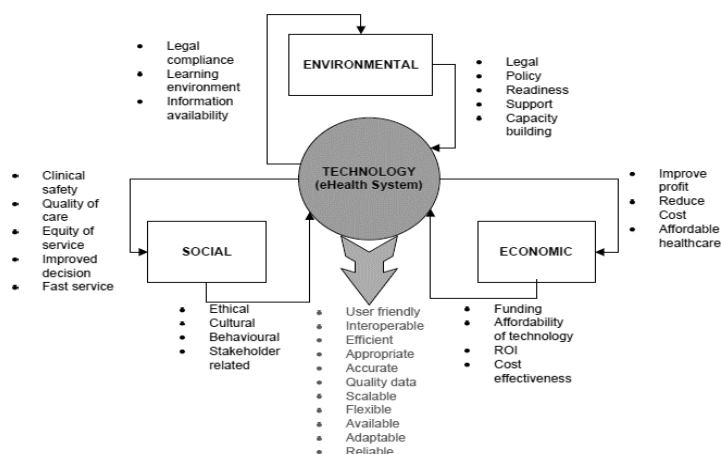 Legal
compliance
Learning
environment
Information
availability
ENVIRONMENTAL
Legal
Policy
Readiness
Support
Capacity
building
TECHNOLOGY
(eHealth System)
Clinical
safety
Quality of
care
Equity of
service
Improved
decision
Fast service
SOCIAL
ECONOMIC
Improve
profit
Reduce
Cost
Affordable
healthcare
Ethical
Cultural
Behavioural
Stakeholder
related
User friendly
Interoperable
Efficient
Appropriate
Accurate
Quality data
Scalable
Flexible
Available
Adaptable
Reliable
Funding
Affordability
of technology
ROI
Cost
effectiveness